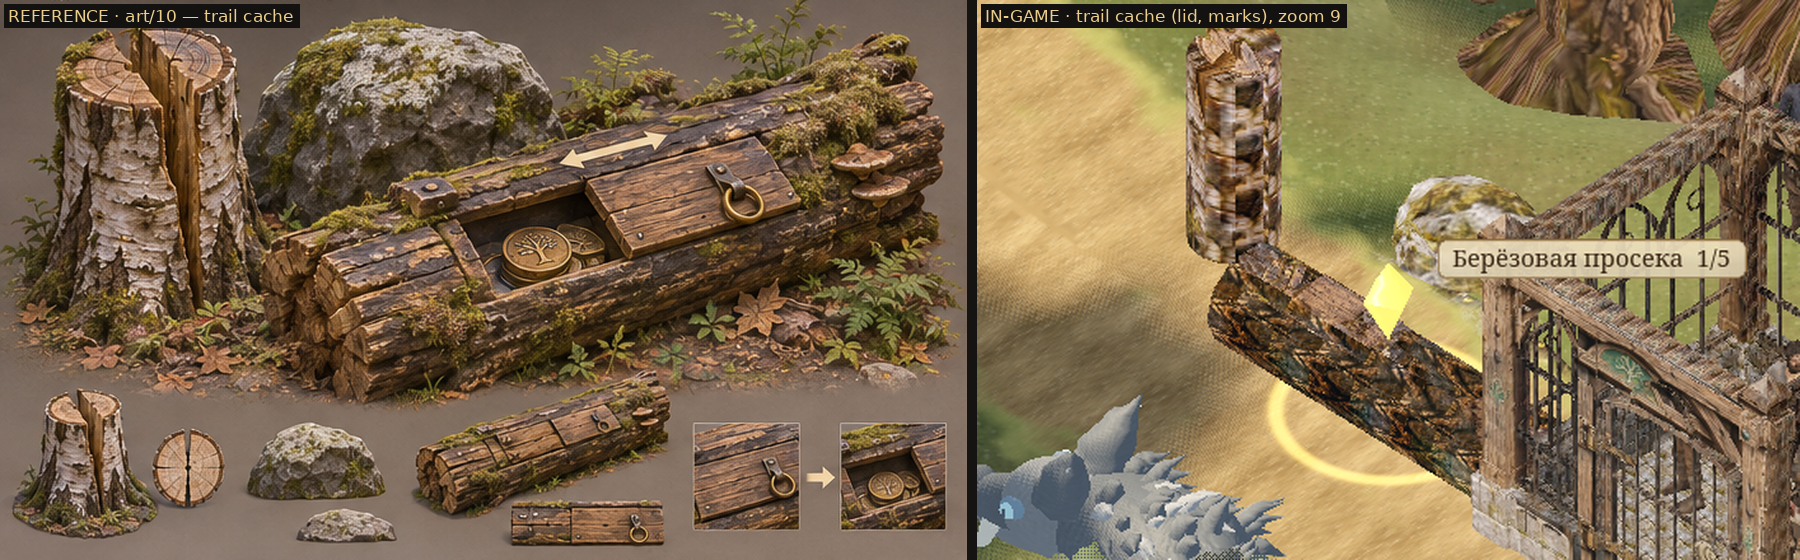 REFERENCE · art/10 — trail cache
IN-GAME · trail cache (lid, marks), zoom 9
Берёзовая просека 1/5